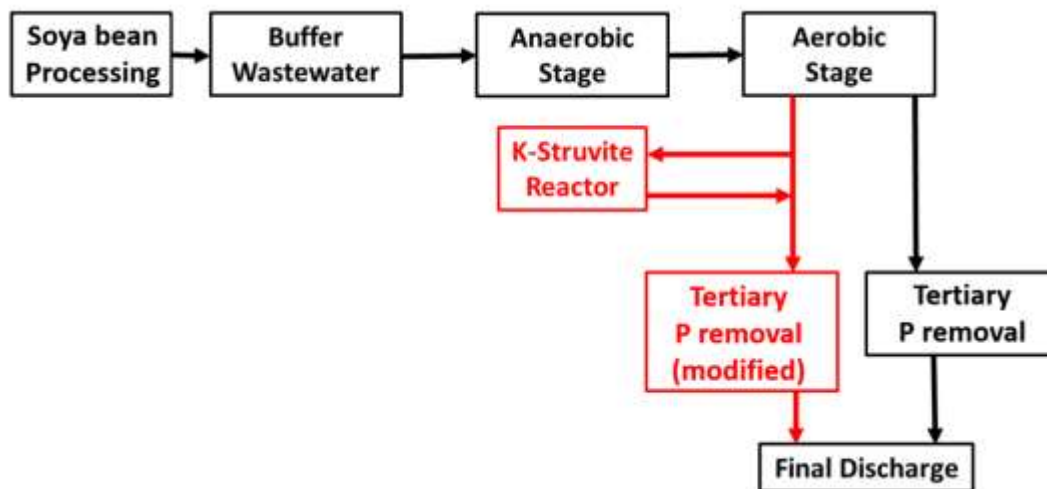 Soya bean
Processing
Buffer
Wastewater
Anaerobic
Stage
Aerobic
Stage
K-Struvite
Reactor
Tertiary
P removal
(modified)
Tertiary
P removal
Final Discharge